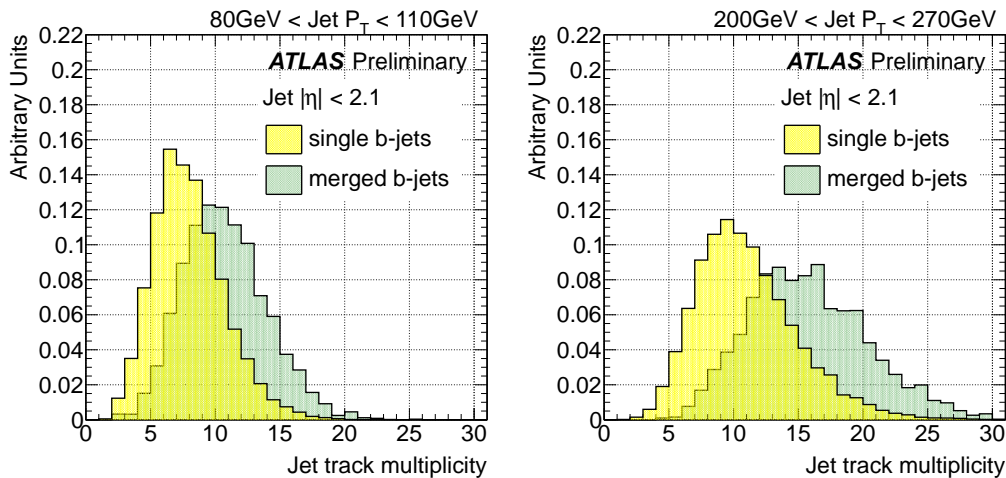 80GeV < Jet P_T < 110GeV
Arbitrary Units
0.22
0.2
0.18
0.16
0.14
0.12
0.1
0.08
0.06
0.04
0.02
0
ATLAS Preliminary
Jet |η| < 2.1
single b-jets
merged b-jets
0 5 10 15 20 25 30
Jet track multiplicity
200GeV < Jet P_T < 270GeV
Arbitrary Units
0.22
0.2
0.18
0.16
0.14
0.12
0.1
0.08
0.06
0.04
0.02
0
ATLAS Preliminary
Jet |η| < 2.1
single b-jets
merged b-jets
0 5 10 15 20 25 30
Jet track multiplicity